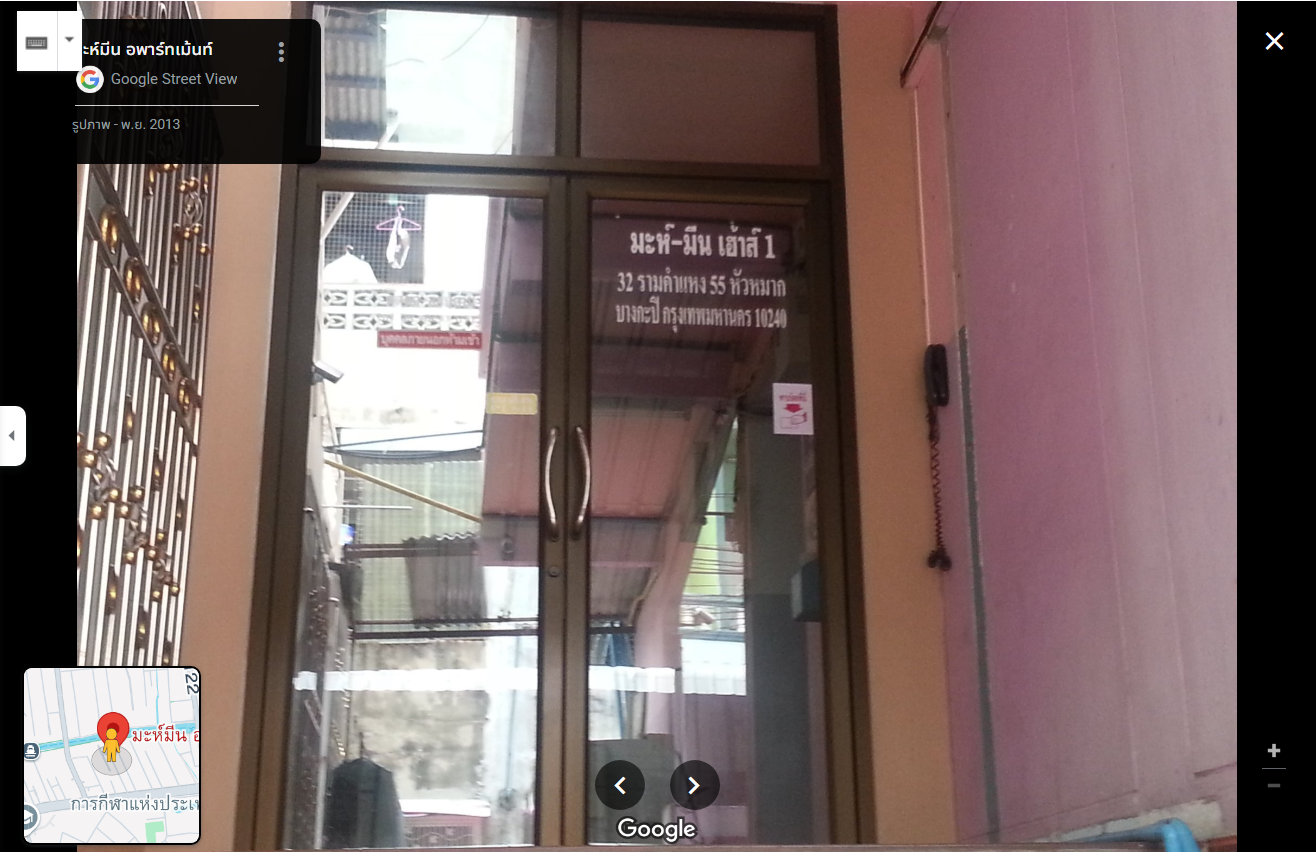 ะห์มีน อพาร์ทเม้นท์
Google Street View
รูปภาพ - พ.ย. 2013
มะห์-มีน เฮ้าส์ 1
32 รามคำแหง 55 หัวหมาก
บางกะปิ กรุงเทพมหานคร 10240
บุคคลภายนอกห้ามเข้า
22
มะห์มีน อ
การกีฬาแห่งประเท
Google